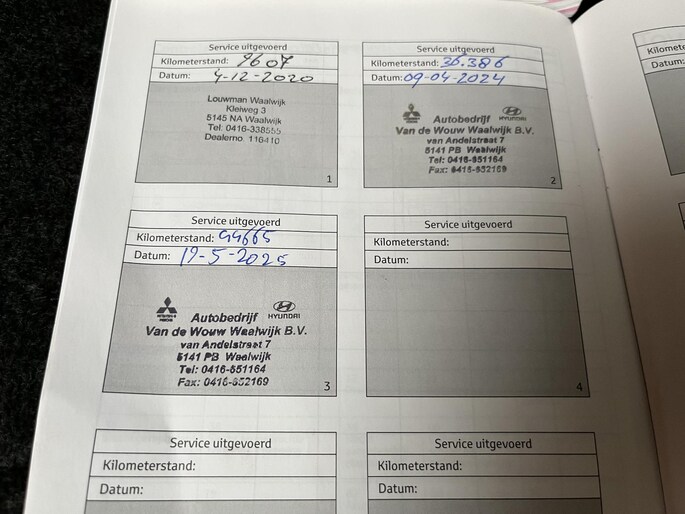 Service uitgevoerd
Kilometerstand: 9607
Datum: 4-12-2020
Louwman Waalwijk
Kleiweg 3
5145 NA Waalwijk
Tel: 0416-338555
Dealerno. 116410
1
Service uitgevoerd
Kilometerstand: 36.386
Datum: 09-04-2024
Autobedrijf HYUNDAI
Van de Wouw Waalwijk B.V.
van Andelstraat 7
5141 PB Waalwijk
Tel: 0416-651164
Fax: 0416-652169
2
Service uitgevoerd
Kilometerstand: 44665
Datum: 19-5-2025
Autobedrijf HYUNDAI
Van de Wouw Waalwijk B.V.
van Andelstraat 7
5141 PB Waalwijk
Tel: 0416-651164
Fax: 0416-652169
3
Service uitgevoerd
Kilometerstand:
Datum:
4
Service uitgevoerd
Kilometerstand:
Datum:
Service uitgevoerd
Kilometerstand:
Datum:
Kilomete
Datum: